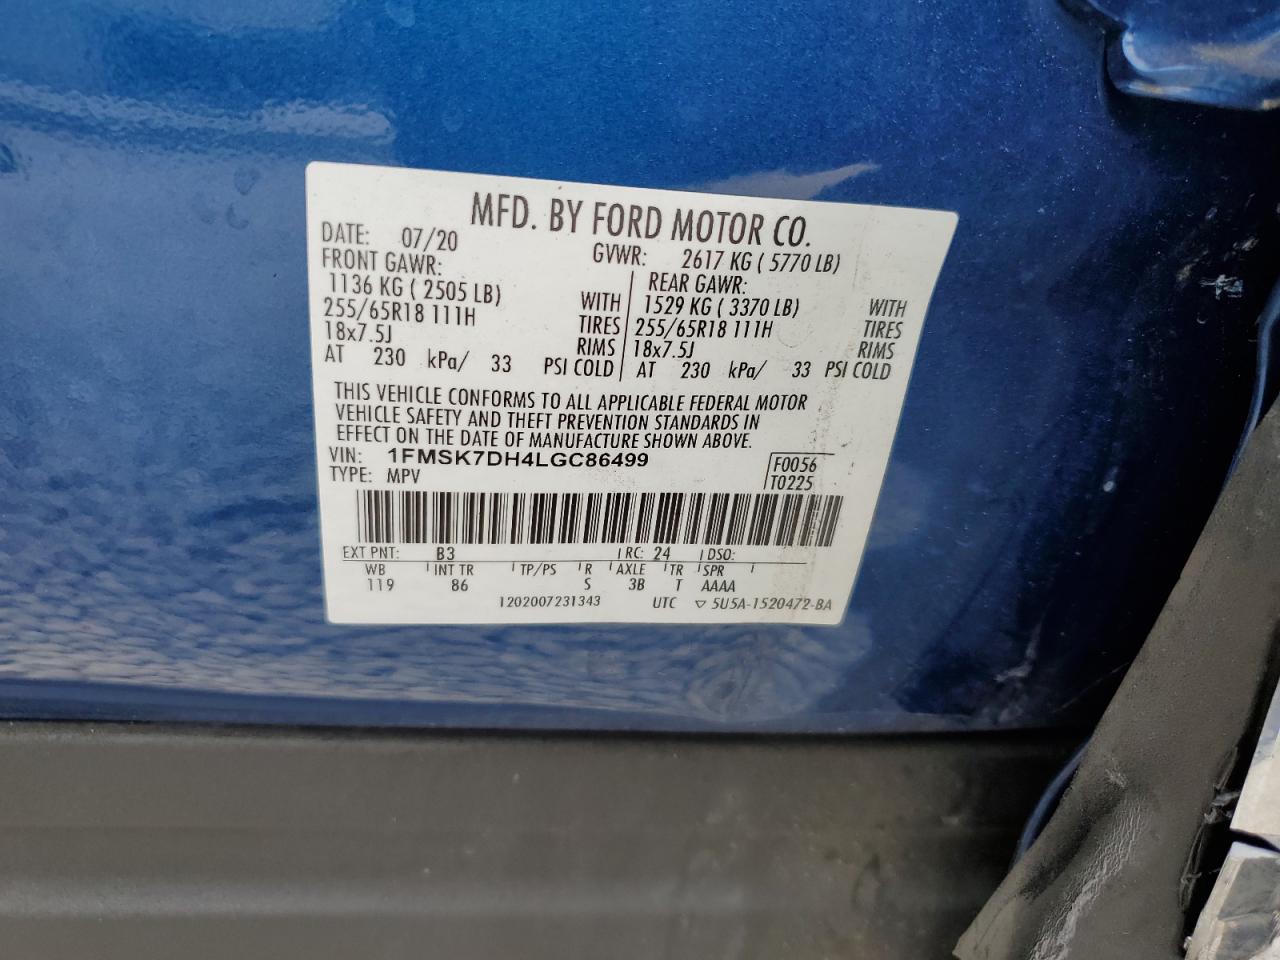 MFD. BY FORD MOTOR CO.
DATE: 07/20 GVWR: 2617 KG ( 5770 LB)
FRONT GAWR: REAR GAWR:
1136 KG ( 2505 LB) WITH 1529 KG ( 3370 LB) WITH
255/65R18 111H TIRES 255/65R18 111H TIRES
18x7.5J RIMS 18x7.5J RIMS
AT 230 kPa/ 33 PSI COLD AT 230 kPa/ 33 PSI COLD
THIS VEHICLE CONFORMS TO ALL APPLICABLE FEDERAL MOTOR
VEHICLE SAFETY AND THEFT PREVENTION STANDARDS IN
EFFECT ON THE DATE OF MANUFACTURE SHOWN ABOVE.
VIN: 1FMSK7DH4LGC86499 F0056
TYPE: MPV T0225
EXT PNT: B3 RC: 24 DSO:
WB INT TR TP/PS R AXLE TR SPR
119 86 S 3B T AAAA
1202007231343 UTC ▽ 5U5A-1520472-BA